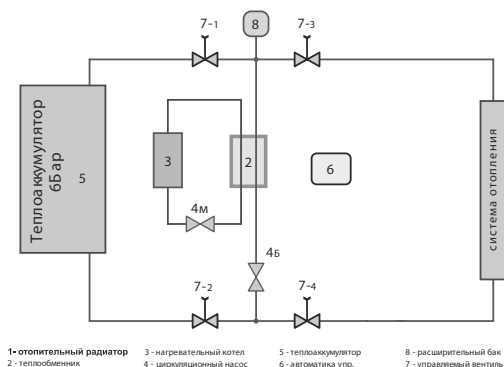 7-1
8
7-3
Теплоаккумулятор
6Бар
5
3
2
6
система отопления
4м
4Б
7-2
7-4
1- отопительный радиатор
2 - теплообменник
3 - нагревательный котел
4 - циркуляционный насос
5 - теплоаккумулятор
6 - автоматика упр.
8 - расширительный бак
7 - управляемый вентиль